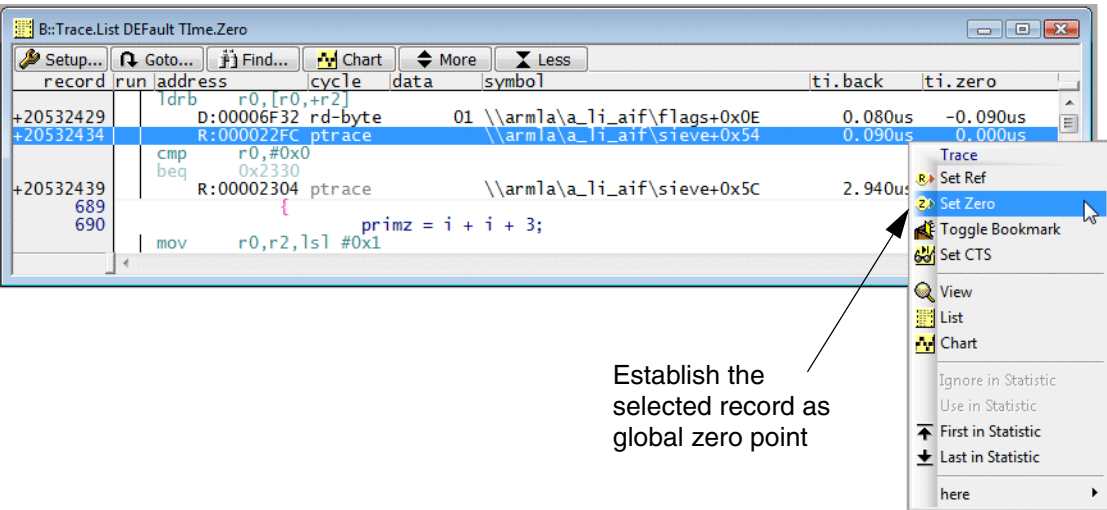 B::Trace.List DEFault TIme.Zero
Setup... Goto... Find... Chart More Less
record run address cycle data symbol ti.back ti.zero
ldrb r0,[r0,+r2]
+20532429 D:00006F32 rd-byte 01 \\armla\a_li_aif\flags+0x0E 0.080us -0.090us
+20532434 R:000022FC ptrace \\armla\a_li_aif\sieve+0x54 0.090us 0.000us
cmp r0,#0x0
beq 0x2330
+20532439 R:00002304 ptrace \\armla\a_li_aif\sieve+0x5C 2.940us
689 {
690 primz = i + i + 3;
mov r0,r2,lsl #0x1
Trace
Set Ref
Set Zero
Toggle Bookmark
Set CTS
View
List
Chart
Ignore in Statistic
Use in Statistic
First in Statistic
Last in Statistic
here
Establish the
selected record as
global zero point